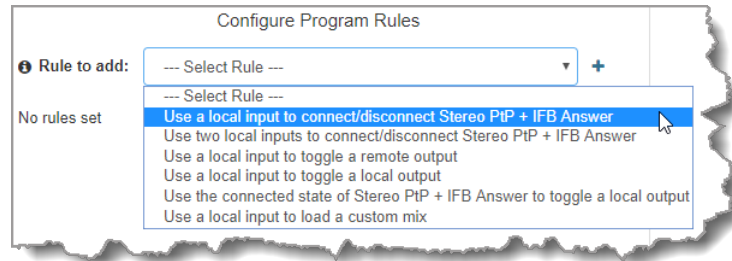 Configure Program Rules
Rule to add:
--- Select Rule ---
--- Select Rule ---
No rules set
Use a local input to connect/disconnect Stereo PtP + IFB Answer
Use two local inputs to connect/disconnect Stereo PtP + IFB Answer
Use a local input to toggle a remote output
Use a local input to toggle a local output
Use the connected state of Stereo PtP + IFB Answer to toggle a local output
Use a local input to load a custom mix